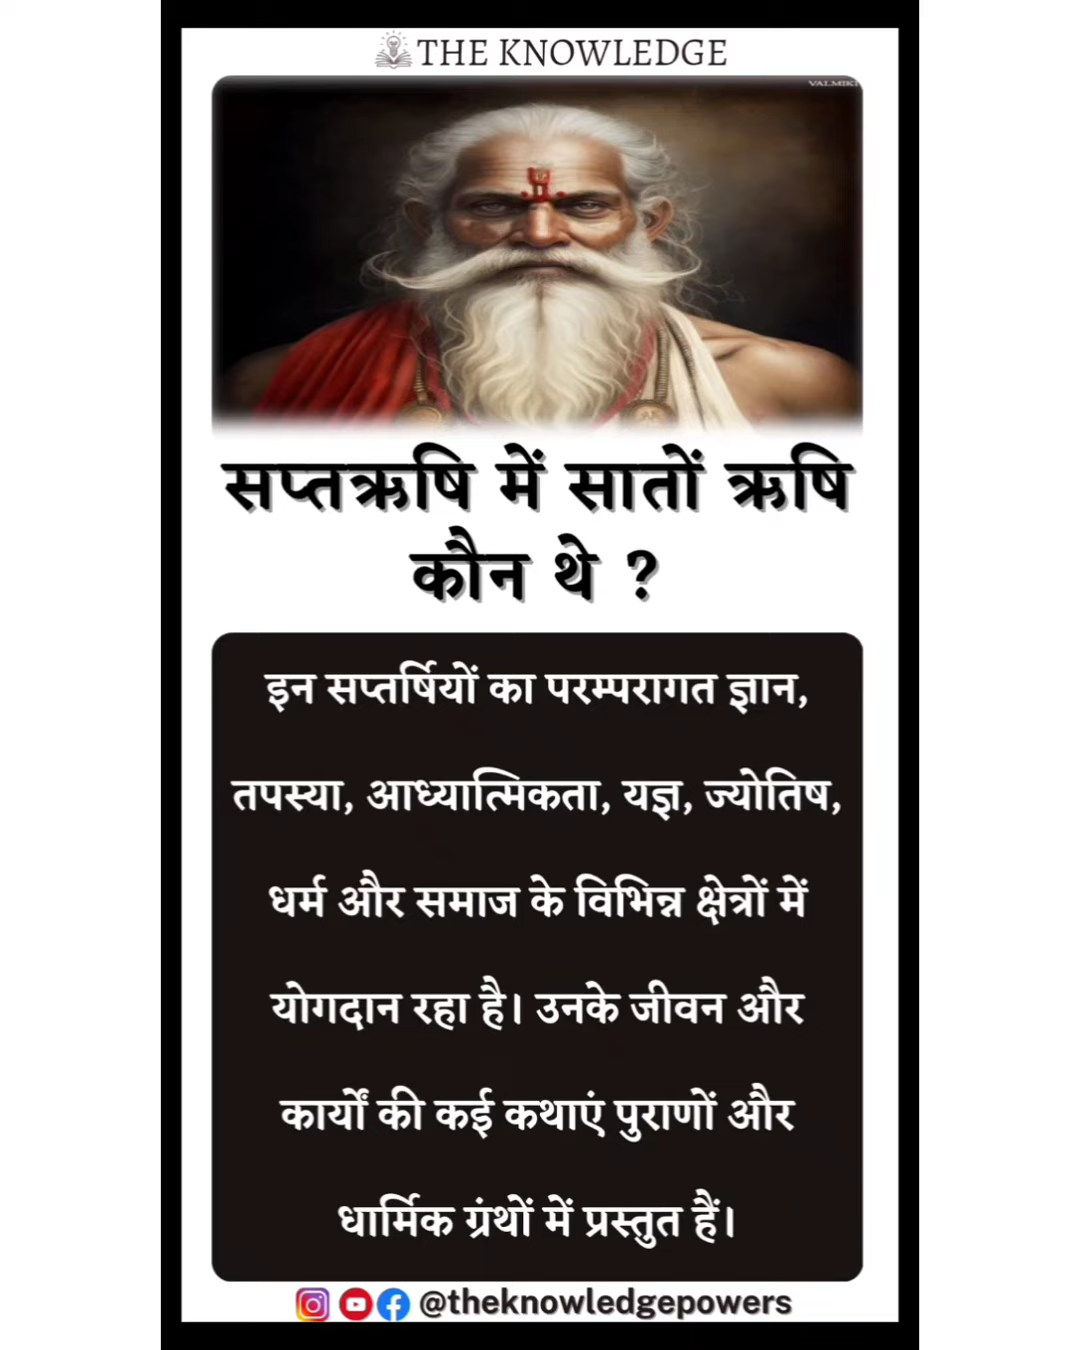 THE KNOWLEDGE
VALMIKI
सप्तऋषि में सातों ऋषि
कौन थे ?
इन सप्तर्षियों का परम्परागत ज्ञान,
तपस्या, आध्यात्मिकता, यज्ञ, ज्योतिष,
धर्म और समाज के विभिन्न क्षेत्रों में
योगदान रहा है। उनके जीवन और
कार्यों की कई कथाएं पुराणों और
धार्मिक ग्रंथों में प्रस्तुत हैं।
@theknowledgepowers